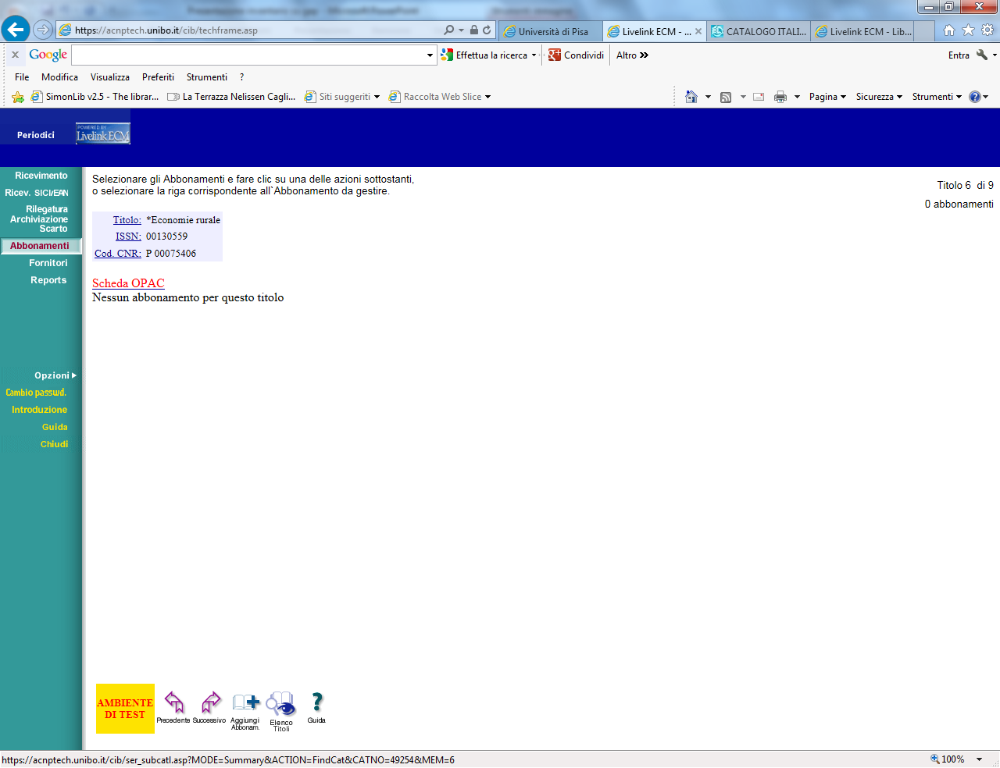 https://acnptech.unibo.it/cib/techframe.asp
Università di Pisa
Livelink ECM - ...
CATALOGO ITALI...
Livelink ECM - Lib...
Google
Effettua la ricerca
Condividi
Altro
Entra
File Modifica Visualizza Preferiti Strumenti ?
SimonLib v2.5 - The librar...
La Terrazza Nelissen Cagli...
Siti suggeriti
Raccolta Web Slice
Pagina
Sicurezza
Strumenti
Periodici
POWERED BY
Livelink ECM
Ricevimento
Ricev. SICI/EAN
Rilegatura
Archiviazione
Scarto
Abbonamenti
Fornitori
Reports
Opzioni
Cambio passwd.
Introduzione
Guida
Chiudi
Selezionare gli Abbonamenti e fare clic su una delle azioni sottostanti,
o selezionare la riga corrispondente all`Abbonamento da gestire.
Titolo 6 di 9
0 abbonamenti
Titolo: *Economie rurale
ISSN: 00130559
Cod. CNR: P 00075406
Scheda OPAC
Nessun abbonamento per questo titolo
AMBIENTE
DI TEST
Precedente
Successivo
Aggiungi
Abbonam.
Elenco
Titoli
Guida
https://acnptech.unibo.it/cib/ser_subcatl.asp?MODE=Summary&ACTION=FindCat&CATNO=49254&MEM=6
100%